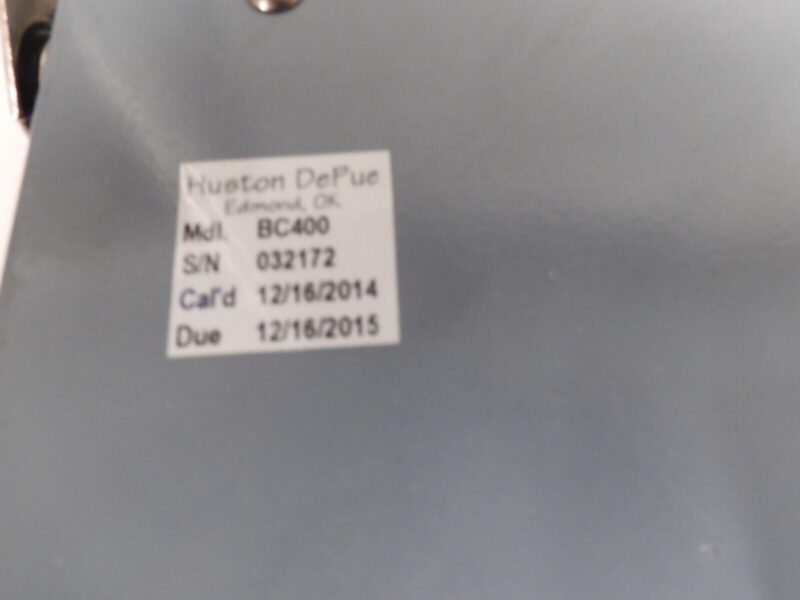 Huston DePue
Edmond, OK
Mdl. BC400
S/N 032172
Cal'd 12/16/2014
Due 12/16/2015